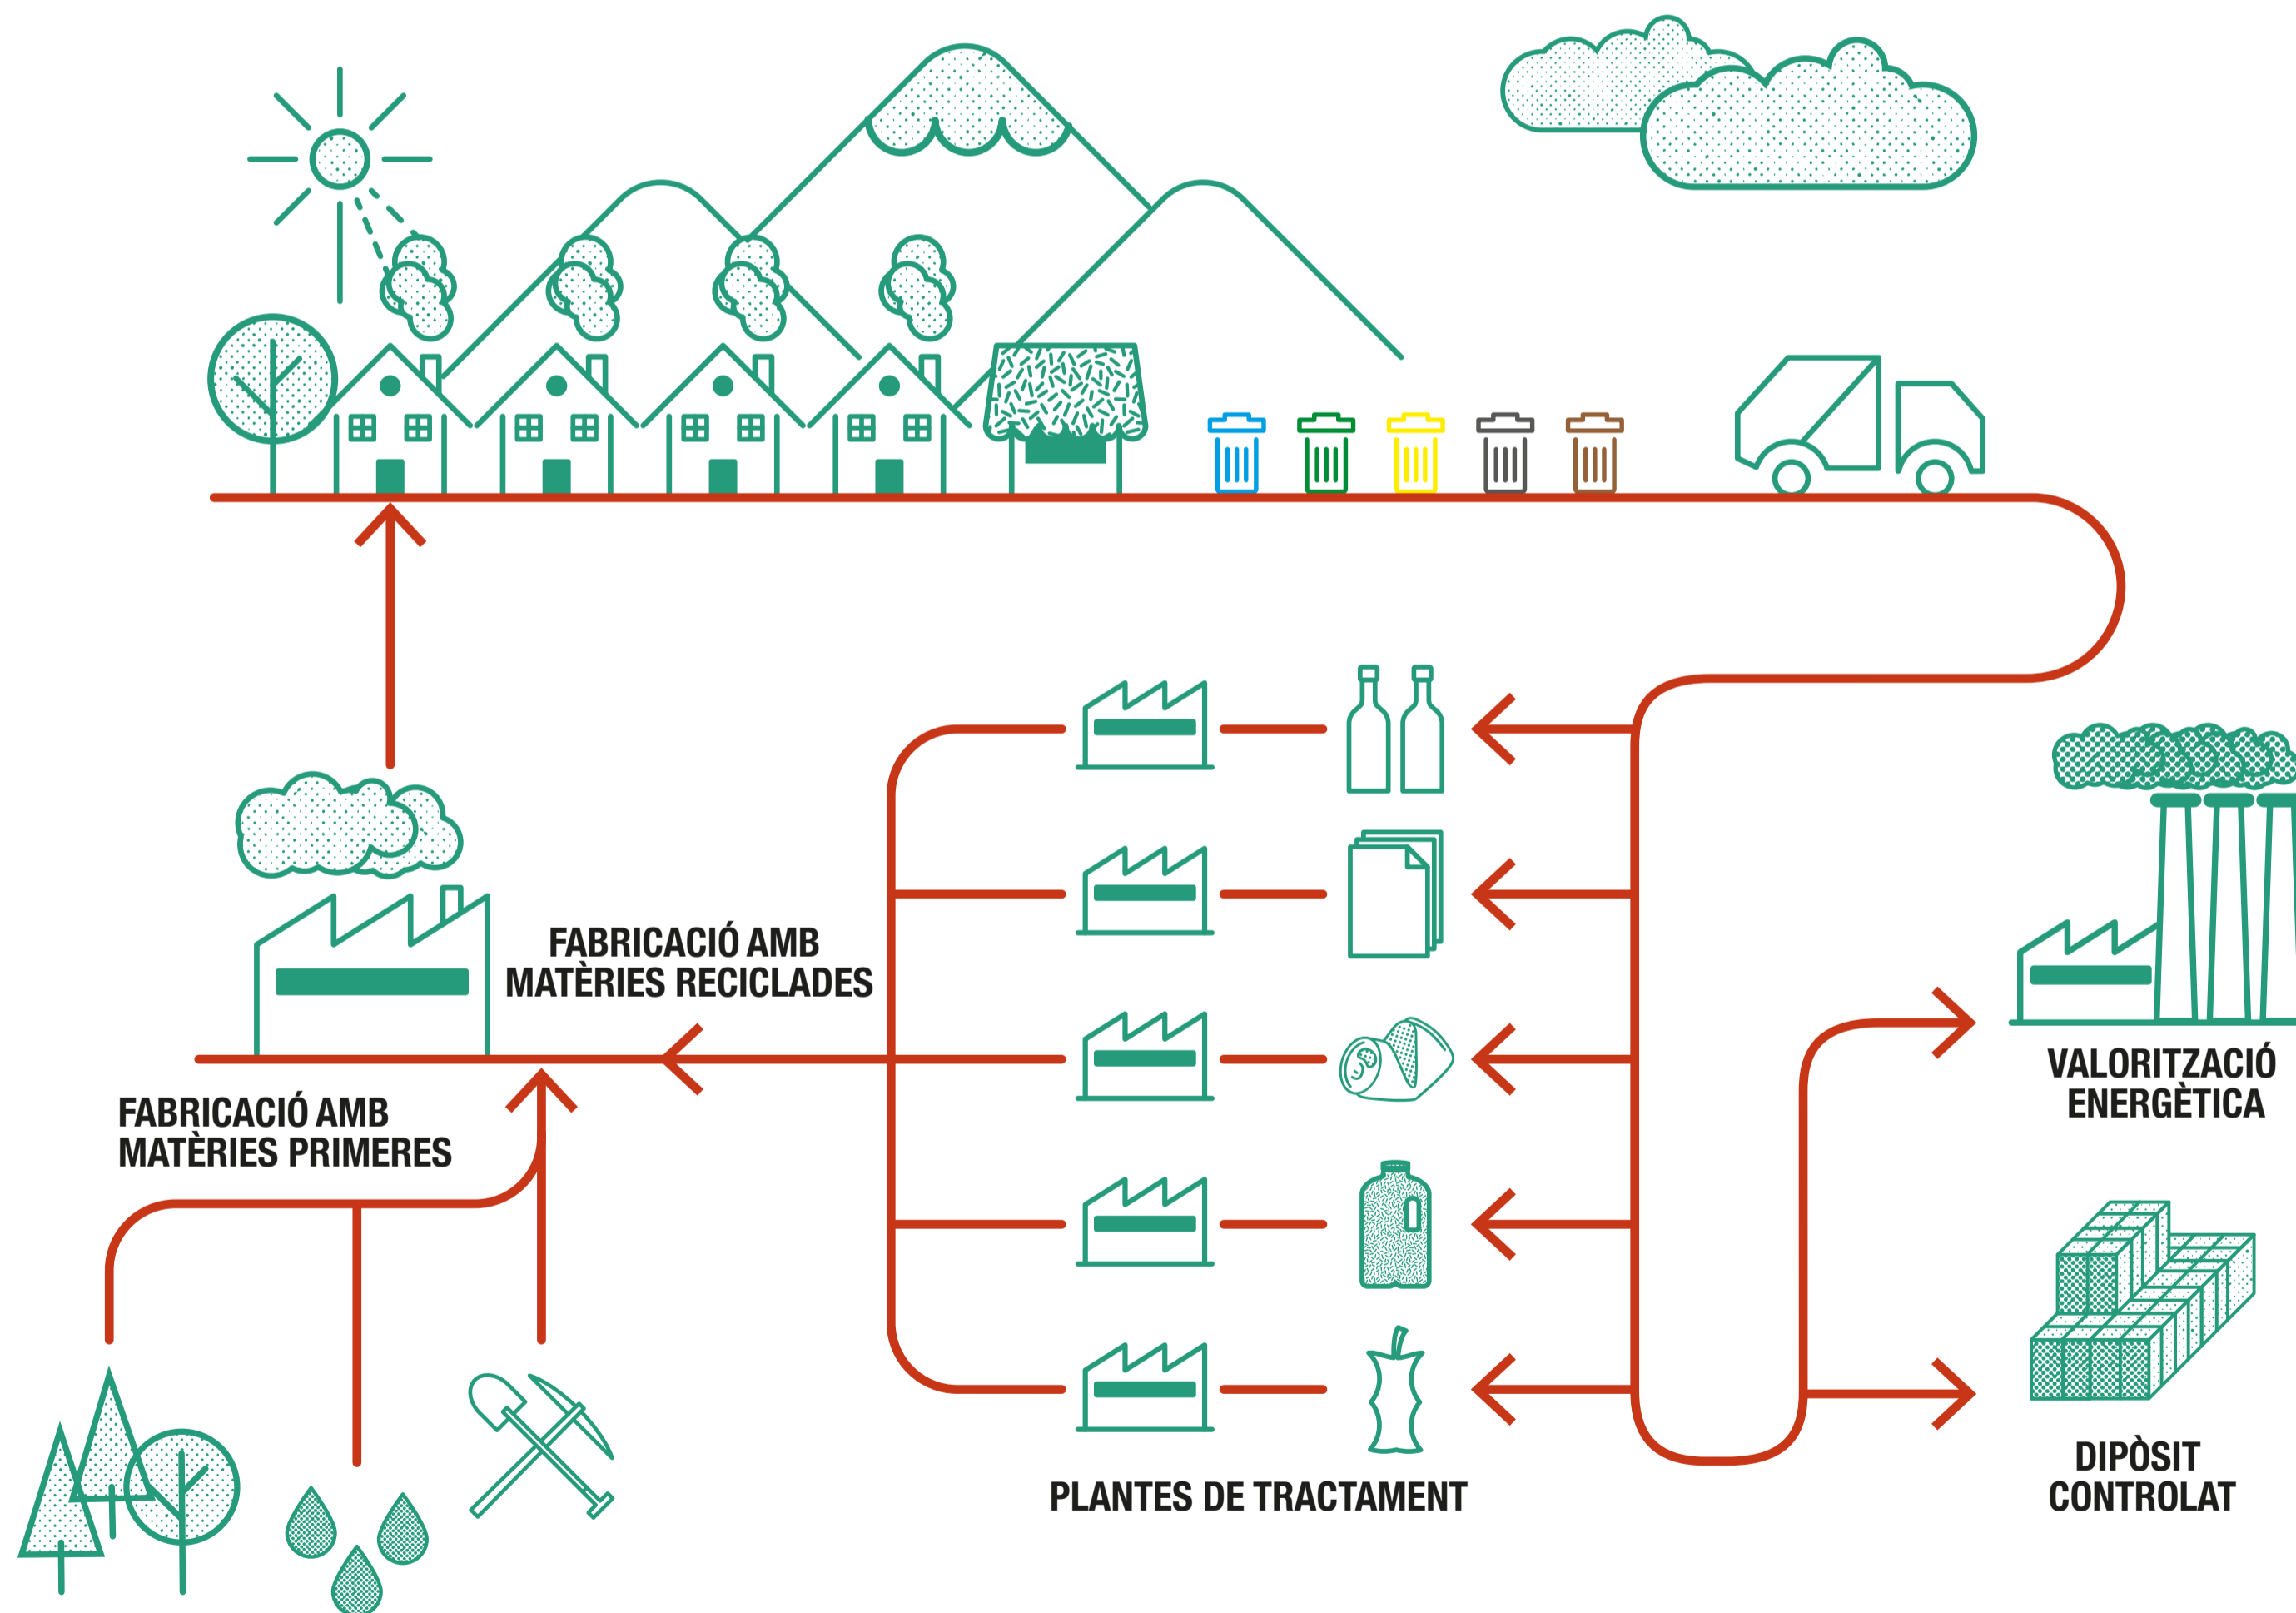 FABRICACIÓ AMB
MATÈRIES RECICLADES
FABRICACIÓ AMB
MATÈRIES PRIMERES
VALORITZACIÓ
ENERGÈTICA
PLANTES DE TRACTAMENT
DIPÒSIT
CONTROLAT